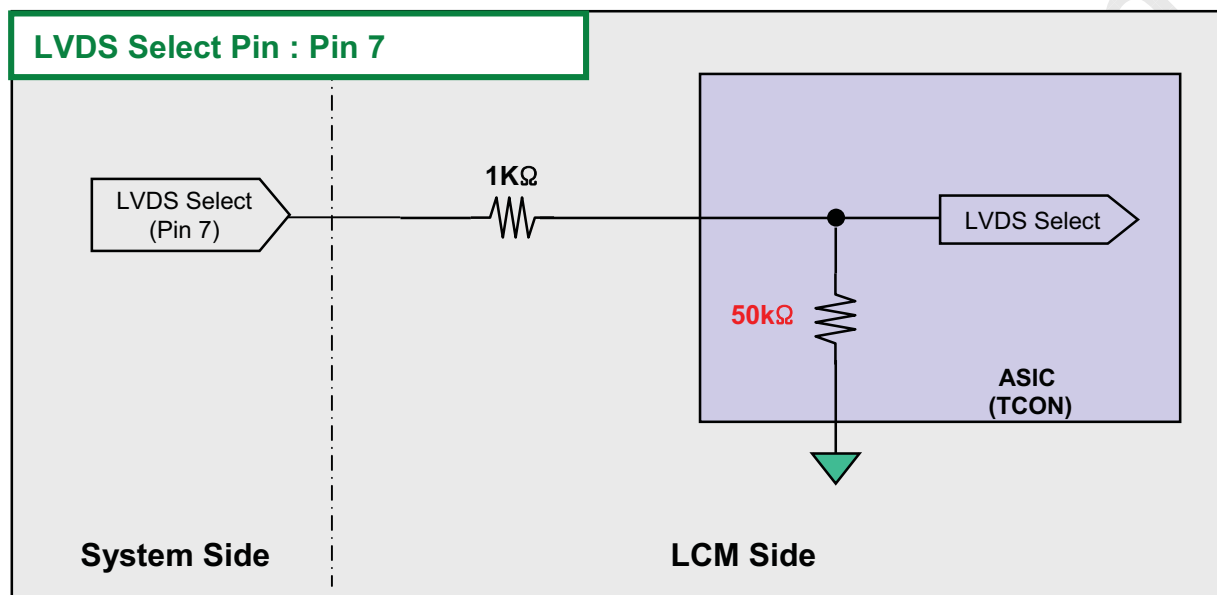 LVDS Select Pin : Pin 7
1KΩ
LVDS Select
(Pin 7)
LVDS Select
50kΩ
ASIC
(TCON)
System Side
LCM Side